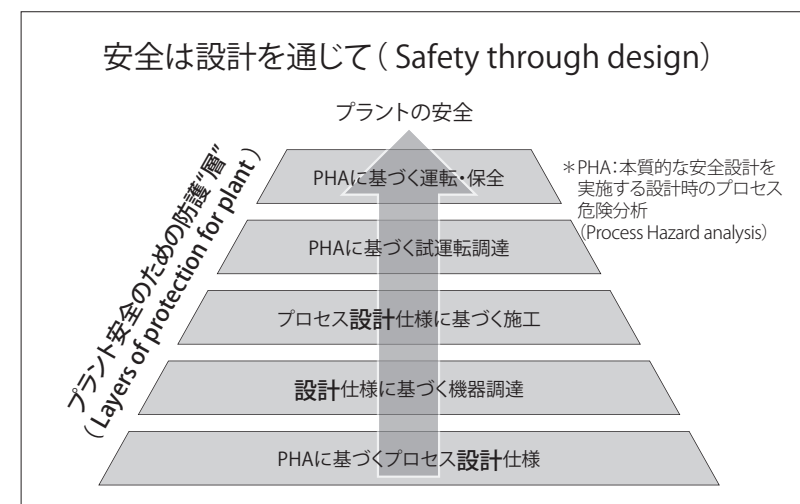 安全は設計を通じて（ Safety through design）
プラントの安全
プラント安全のための防護“層”
（ Layers of protection for plant ）
PHAに基づく運転・保全
＊PHA：本質的な安全設計を
実施する設計時のプロセス
危険分析
（Process Hazard analysis）
PHAに基づく試運転調達
プロセス設計仕様に基づく施工
設計仕様に基づく機器調達
PHAに基づくプロセス設計仕様